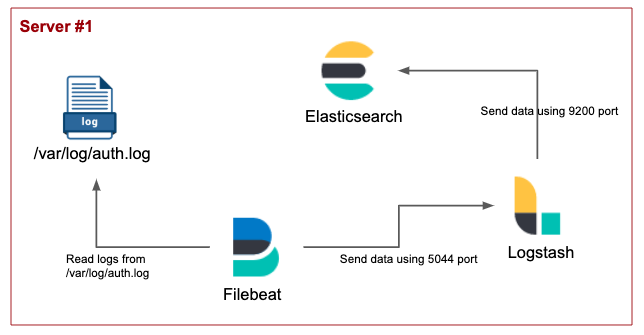 Server #1
log
/var/log/auth.log
Elasticsearch
Send data using 9200 port
Read logs from
/var/log/auth.log
Filebeat
Send data using 5044 port
Logstash